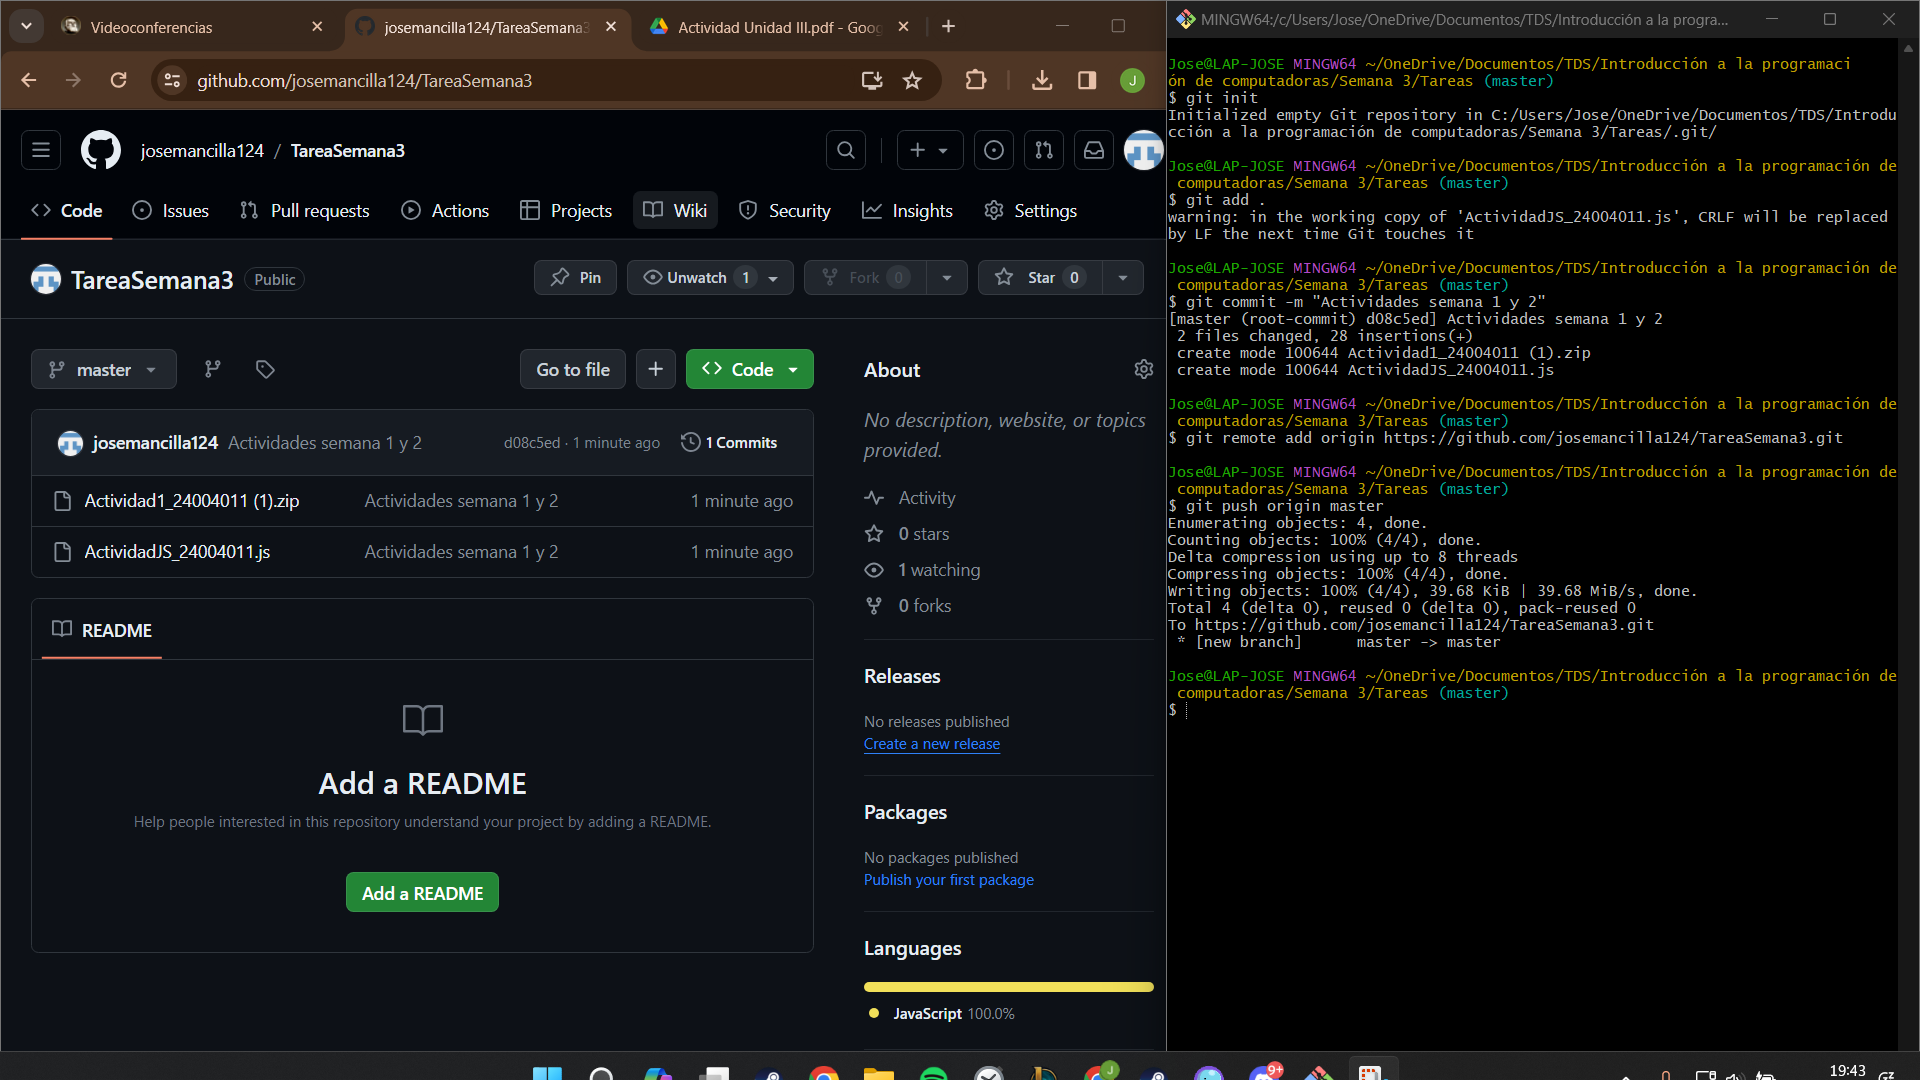 Videoconferencias
josemancilla124/TareaSemana3
Actividad Unidad III.pdf - Goog
github.com/josemancilla124/TareaSemana3
J
josemancilla124 / TareaSemana3
Code
Issues
Pull requests
Actions
Projects
Wiki
Security
Insights
Settings
TareaSemana3
Public
Pin
Unwatch 1
Fork 0
Star 0
master
Go to file
Code
josemancilla124 Actividades semana 1 y 2
d08c5ed · 1 minute ago
1 Commits
Actividad1_24004011 (1).zip
Actividades semana 1 y 2
1 minute ago
ActividadJS_24004011.js
Actividades semana 1 y 2
1 minute ago
README
Add a README
Help people interested in this repository understand your project by adding a README.
Add a README
About
No description, website, or topics
provided.
Activity
0 stars
1 watching
0 forks
Releases
No releases published
Create a new release
Packages
No packages published
Publish your first package
Languages
JavaScript 100.0%
MINGW64:/c/Users/Jose/OneDrive/Documentos/TDS/Introducción a la progra...
Jose@LAP-JOSE MINGW64 ~/OneDrive/Documentos/TDS/Introducción a la programaci
ón de computadoras/Semana 3/Tareas (master)
$ git init
Initialized empty Git repository in C:/Users/Jose/OneDrive/Documentos/TDS/Introdu
cción a la programación de computadoras/Semana 3/Tareas/.git/
Jose@LAP-JOSE MINGW64 ~/OneDrive/Documentos/TDS/Introducción a la programación de
computadoras/Semana 3/Tareas (master)
$ git add .
warning: in the working copy of 'ActividadJS_24004011.js', CRLF will be replaced
by LF the next time Git touches it
Jose@LAP-JOSE MINGW64 ~/OneDrive/Documentos/TDS/Introducción a la programación de
computadoras/Semana 3/Tareas (master)
$ git commit -m "Actividades semana 1 y 2"
[master (root-commit) d08c5ed] Actividades semana 1 y 2
2 files changed, 28 insertions(+)
create mode 100644 Actividad1_24004011 (1).zip
create mode 100644 ActividadJS_24004011.js
Jose@LAP-JOSE MINGW64 ~/OneDrive/Documentos/TDS/Introducción a la programación de
computadoras/Semana 3/Tareas (master)
$ git remote add origin https://github.com/josemancilla124/TareaSemana3.git
Jose@LAP-JOSE MINGW64 ~/OneDrive/Documentos/TDS/Introducción a la programación de
computadoras/Semana 3/Tareas (master)
$ git push origin master
Enumerating objects: 4, done.
Counting objects: 100% (4/4), done.
Delta compression using up to 8 threads
Compressing objects: 100% (4/4), done.
Writing objects: 100% (4/4), 39.68 KiB | 39.68 MiB/s, done.
Total 4 (delta 0), reused 0 (delta 0), pack-reused 0
To https://github.com/josemancilla124/TareaSemana3.git
* [new branch] master -> master
Jose@LAP-JOSE MINGW64 ~/OneDrive/Documentos/TDS/Introducción a la programación de
computadoras/Semana 3/Tareas (master)
$
J
9+
19:43